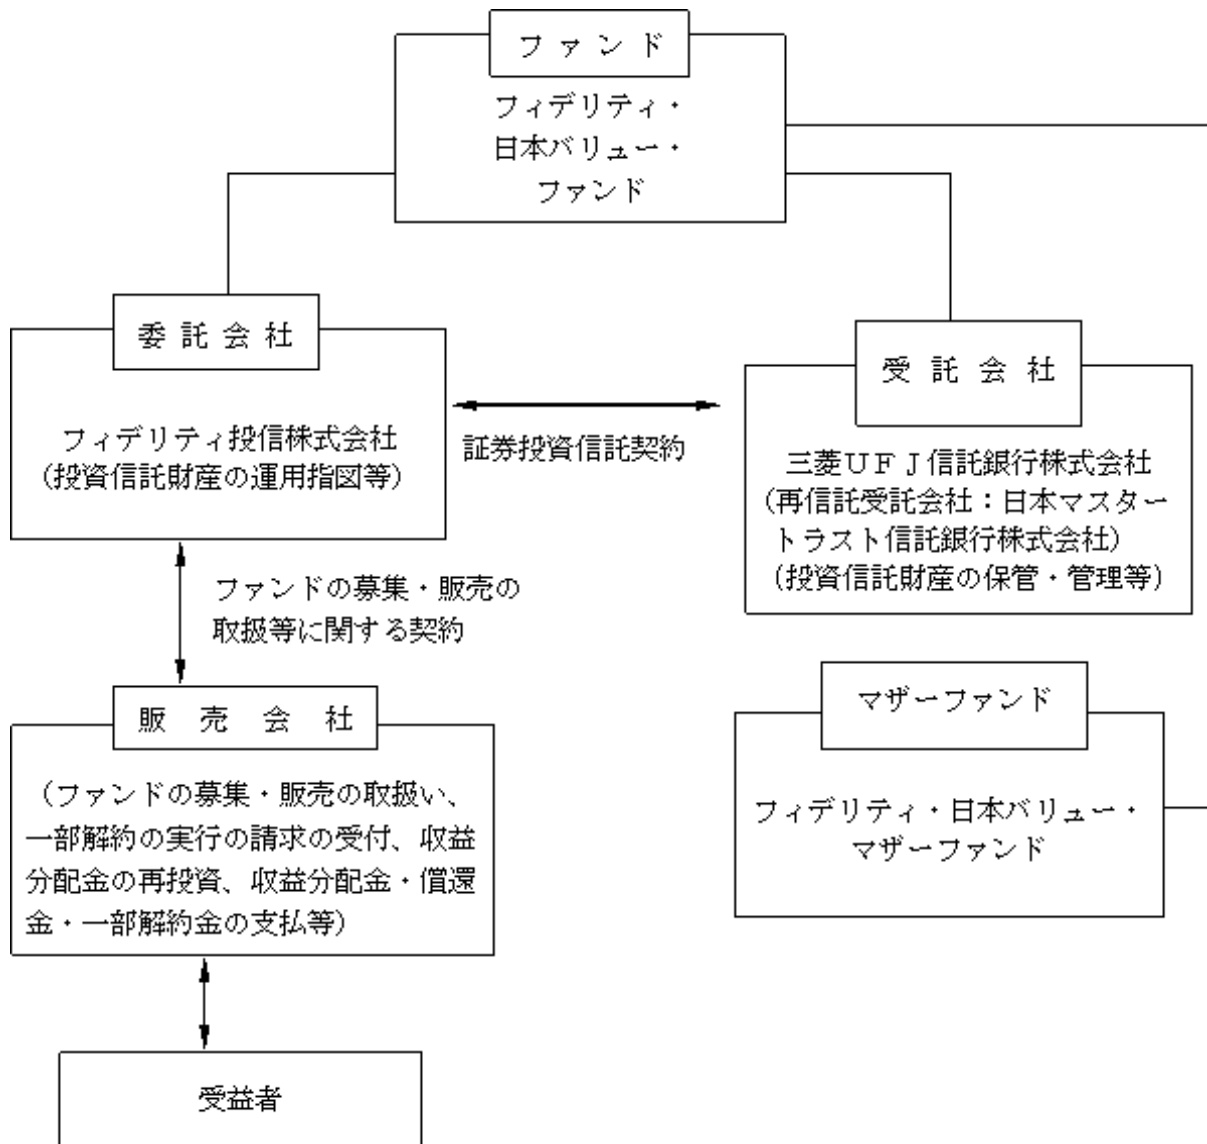 ファンド
フィデリティ・
日本バリュー・
ファンド
委託会社
フィデリティ投信株式会社
(投資信託財産の運用指図等)
証券投資信託契約
受託会社
三菱UFJ信託銀行株式会社
(再信託受託会社：日本マスター
トラスト信託銀行株式会社)
(投資信託財産の保管・管理等)
ファンドの募集・販売の
取扱等に関する契約
販売会社
(ファンドの募集・販売の取扱い、
一部解約の実行の請求の受付、収益
分配金の再投資、収益分配金・償還
金・一部解約金の支払等)
マザーファンド
フィデリティ・日本バリュー・
マザーファンド
受益者